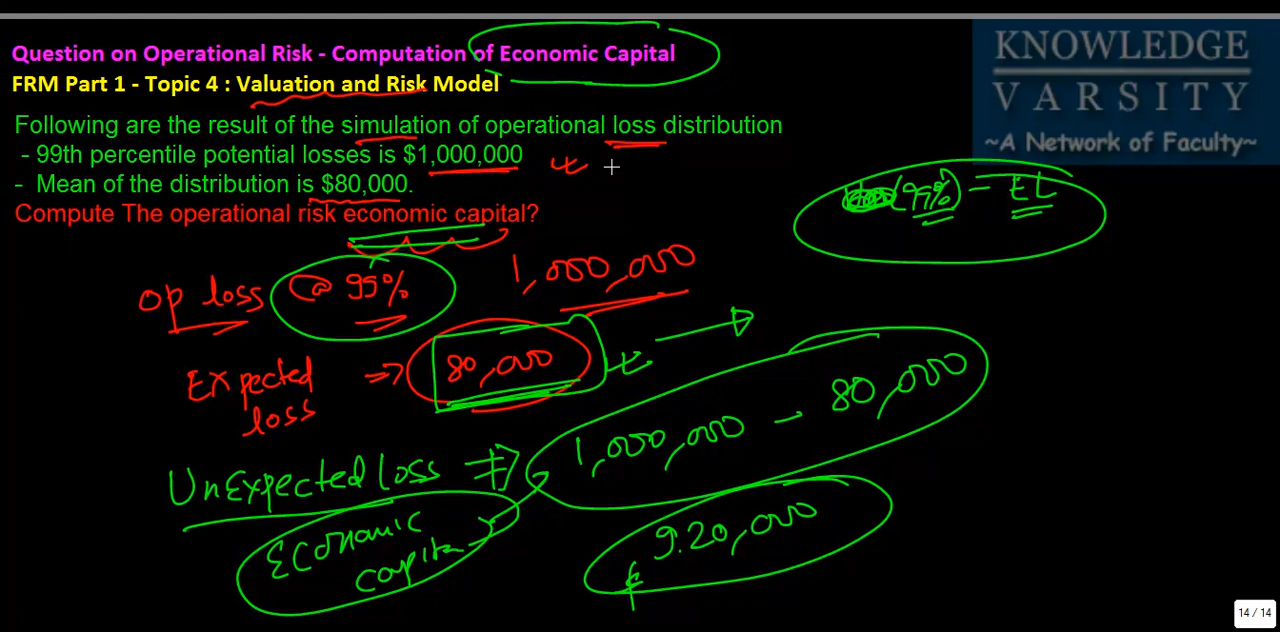 Question on Operational Risk - Computation of Economic Capital
FRM Part 1 - Topic 4 : Valuation and Risk Model
KNOWLEDGE
VARSITY
~A Network of Faculty~
Following are the result of the simulation of operational loss distribution
- 99th percentile potential losses is $1,000,000
- Mean of the distribution is $80,000.
Compute The operational risk economic capital?
(99%) - EL
OP loss @ 99% 1,000,000
Expected loss => 80,000
UnExpected Loss => 1,000,000 - 80,000
Economic capital
$ 9.20,000
14 / 14